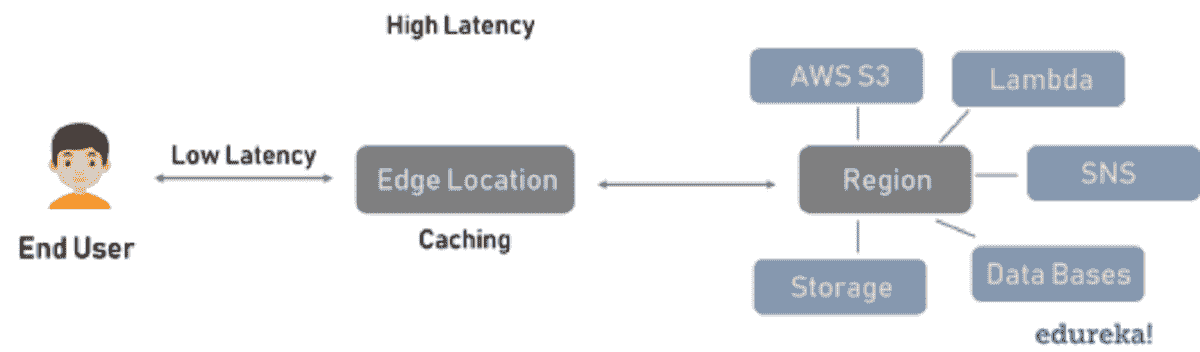 High Latency
AWS S3
Lambda
Low Latency
Edge Location
Region
SNS
Caching
End User
Storage
Data Bases
edureka!